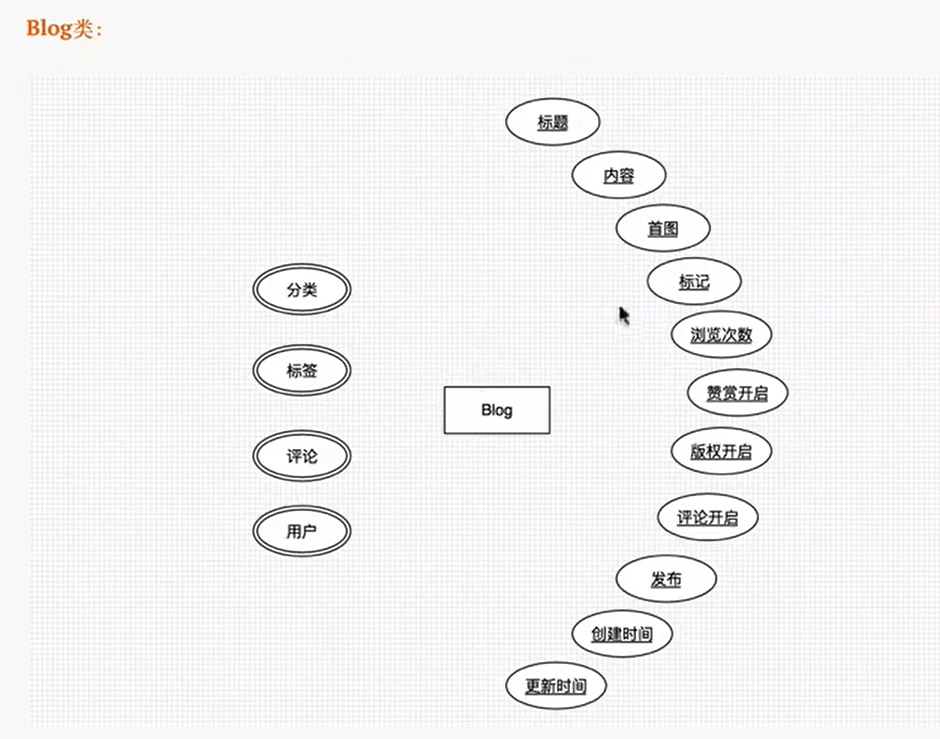 Blog类：
标题
内容
首图
标记
浏览次数
赞赏开启
版权开启
评论开启
发布
创建时间
更新时间
分类
标签
评论
用户
Blog